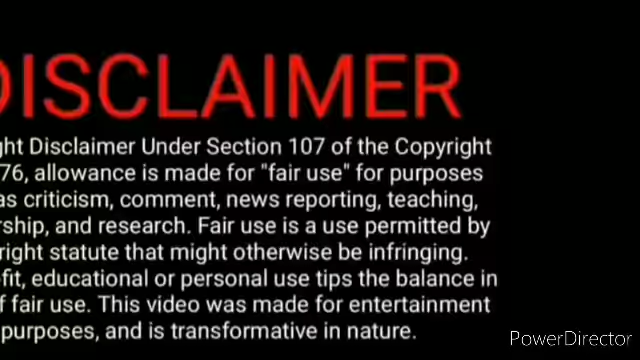 DISCLAIMER
ght Disclaimer Under Section 107 of the Copyright
76, allowance is made for "fair use" for purposes
as criticism, comment, news reporting, teaching,
rship, and research. Fair use is a use permitted by
right statute that might otherwise be infringing.
fit, educational or personal use tips the balance in
f fair use. This video was made for entertainment
purposes, and is transformative in nature.
PowerDirector